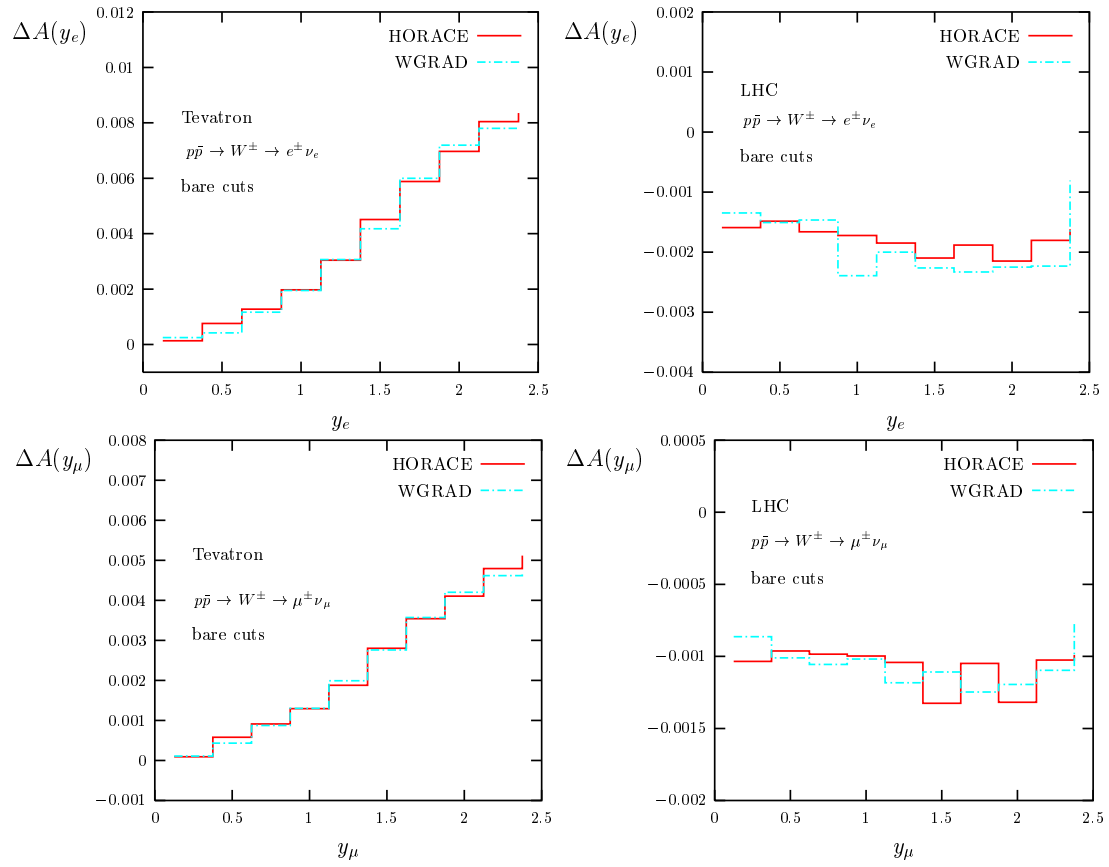 0.012
ΔA(y_e)
HORACE
WGRAD
0.01
0.008
0.006
0.004
0.002
0
Tevatron
pp̄ → W^± → e^± ν_e
bare cuts
0 0.5 1 1.5 2 2.5
y_e
0.002
ΔA(y_e)
HORACE
WGRAD
0.001
0
−0.001
−0.002
−0.003
−0.004
LHC
pp̄ → W^± → e^± ν_e
bare cuts
0 0.5 1 1.5 2 2.5
y_e
0.008
ΔA(y_μ)
HORACE
WGRAD
0.007
0.006
0.005
0.004
0.003
0.002
0.001
0
−0.001
Tevatron
pp̄ → W^± → μ^± ν_μ
bare cuts
0 0.5 1 1.5 2 2.5
y_μ
0.0005
ΔA(y_μ)
HORACE
WGRAD
0
−0.0005
−0.001
−0.0015
−0.002
LHC
pp̄ → W^± → μ^± ν_μ
bare cuts
0 0.5 1 1.5 2 2.5
y_μ